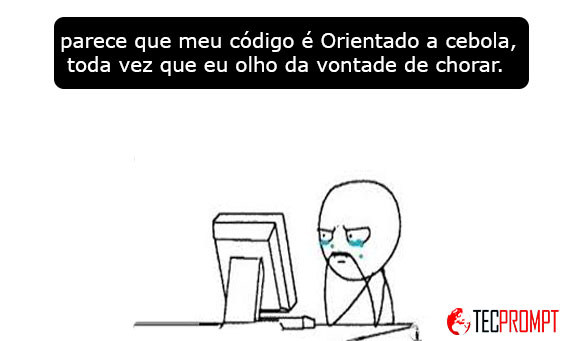 parece que meu código é Orientado a cebola,
toda vez que eu olho da vontade de chorar.
TECPROMPT